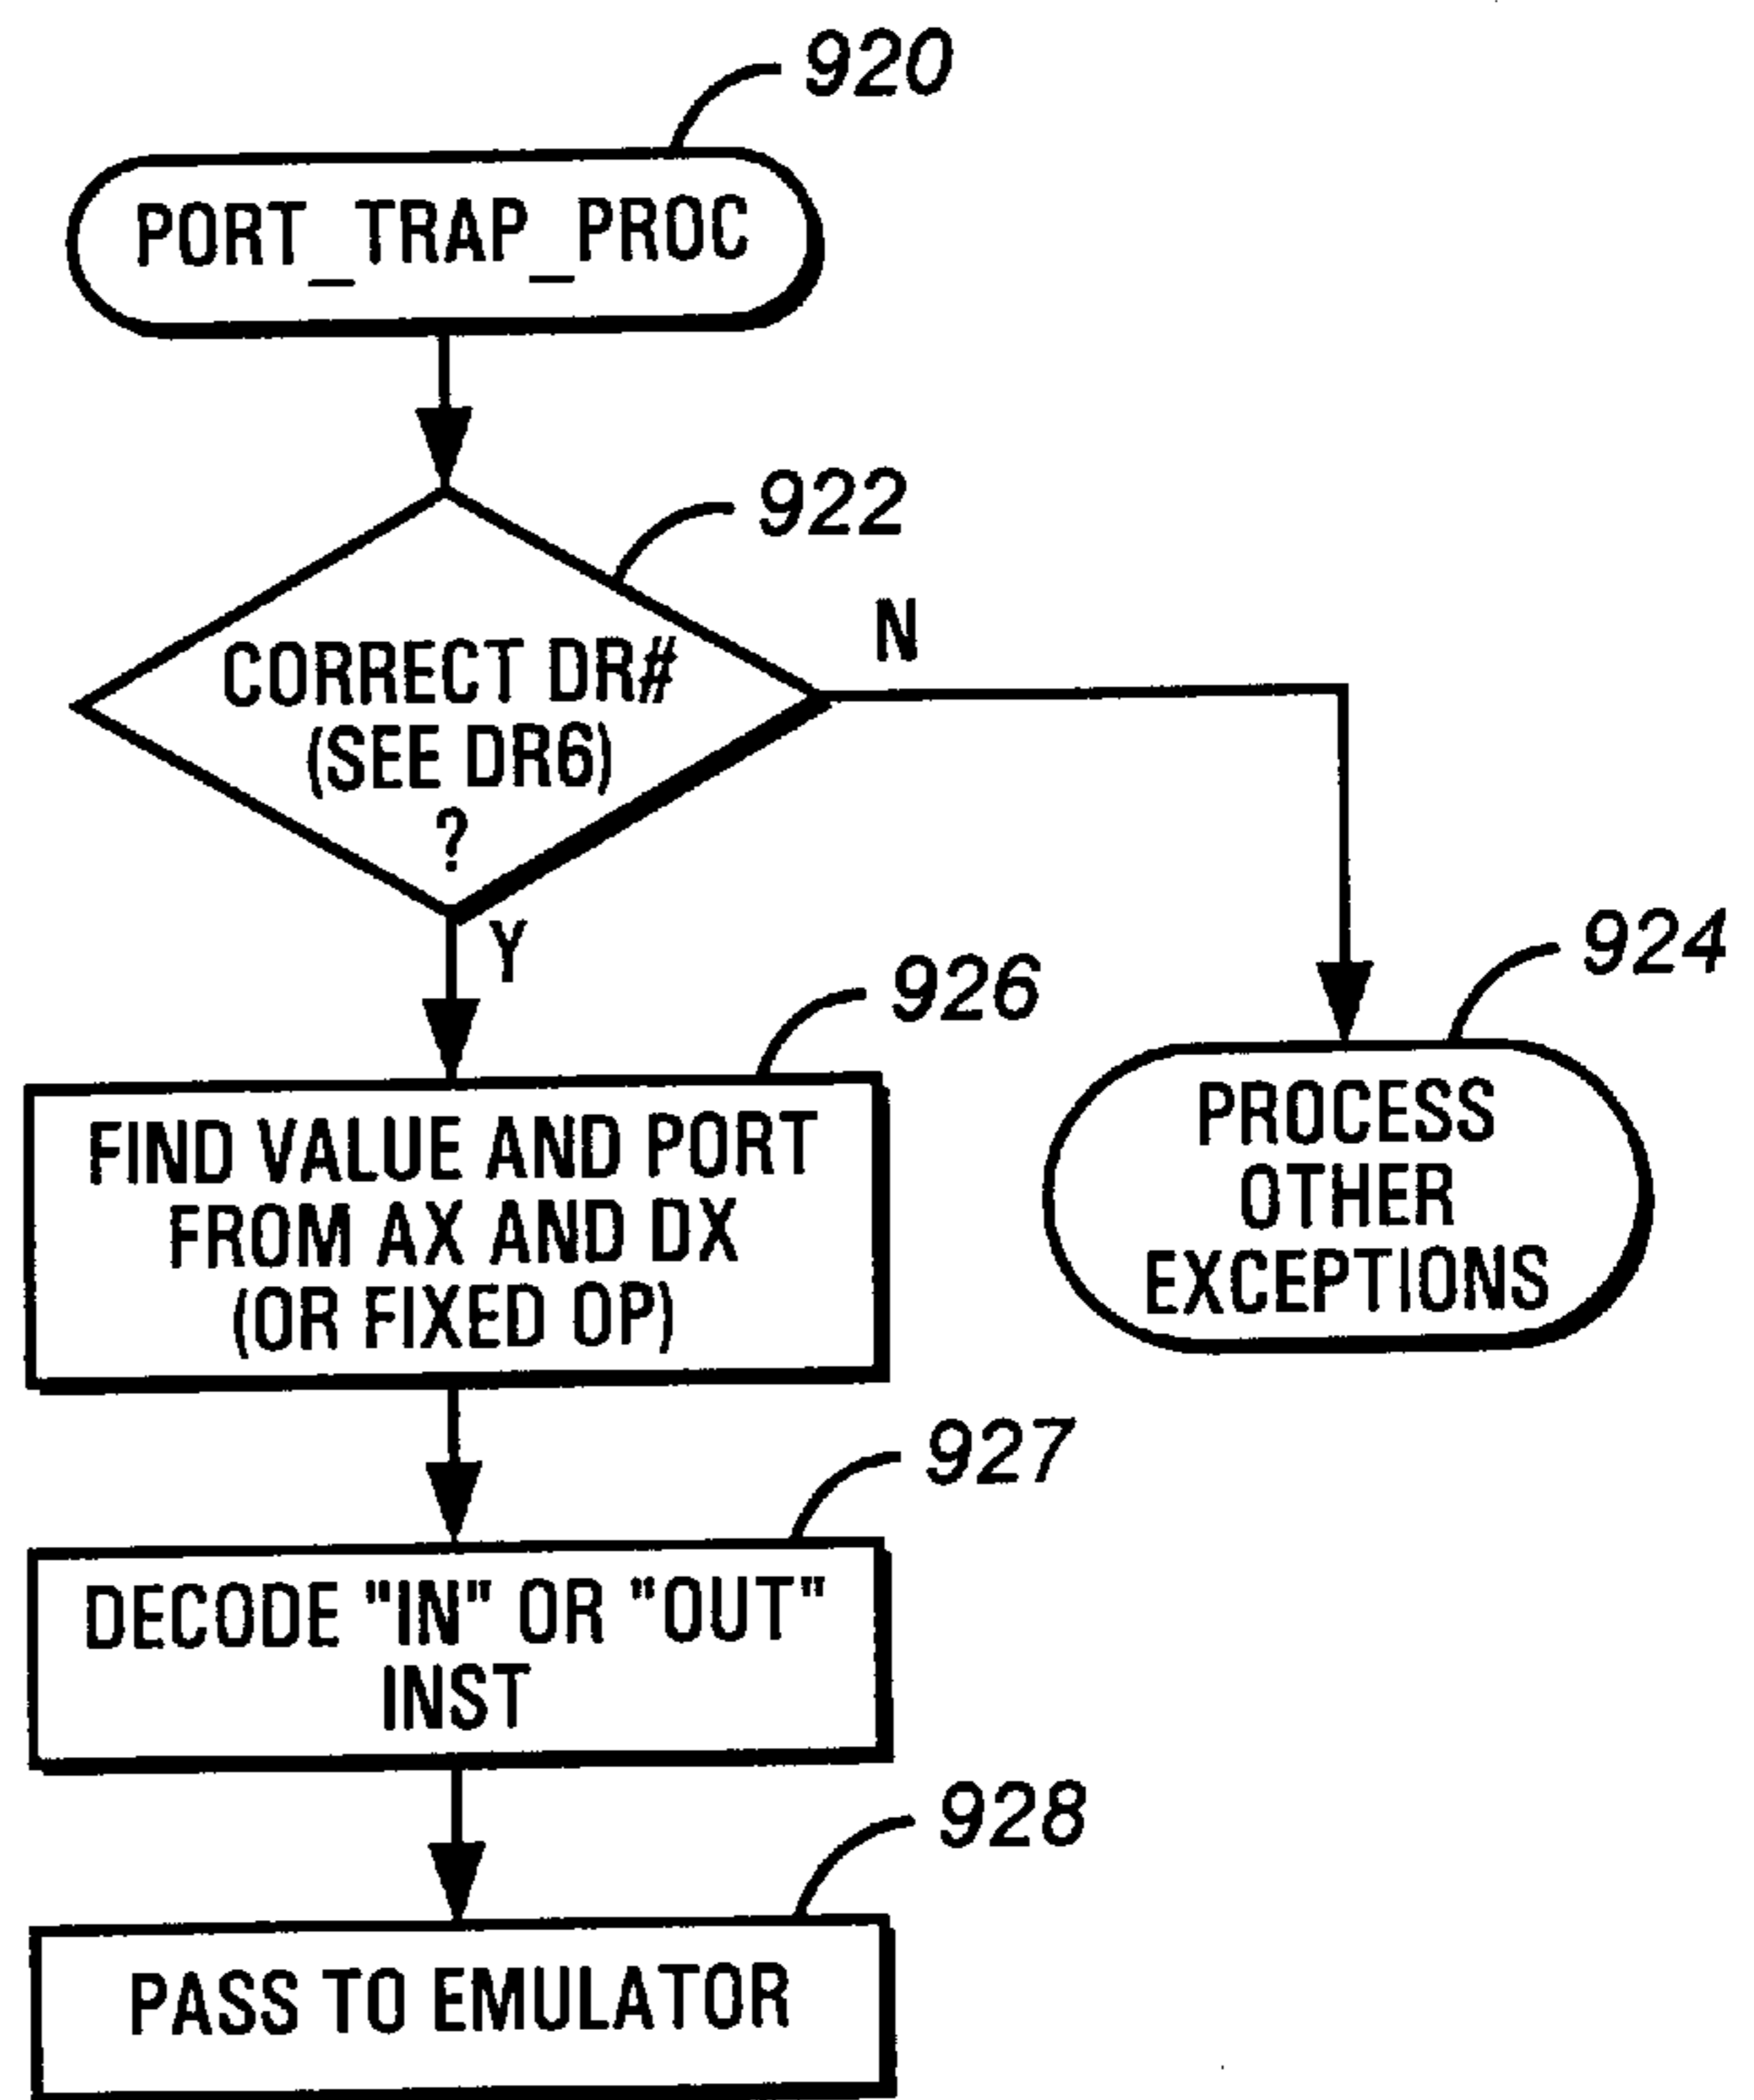 920
PORT_TRAP_PROC
922
N
CORRECT DR#
(SEE DR6)
?
Y
926
924
FIND VALUE AND PORT
FROM AX AND DX
(OR FIXED OP)
PROCESS
OTHER
EXCEPTIONS
927
DECODE "IN" OR "OUT"
INST
928
PASS TO EMULATOR